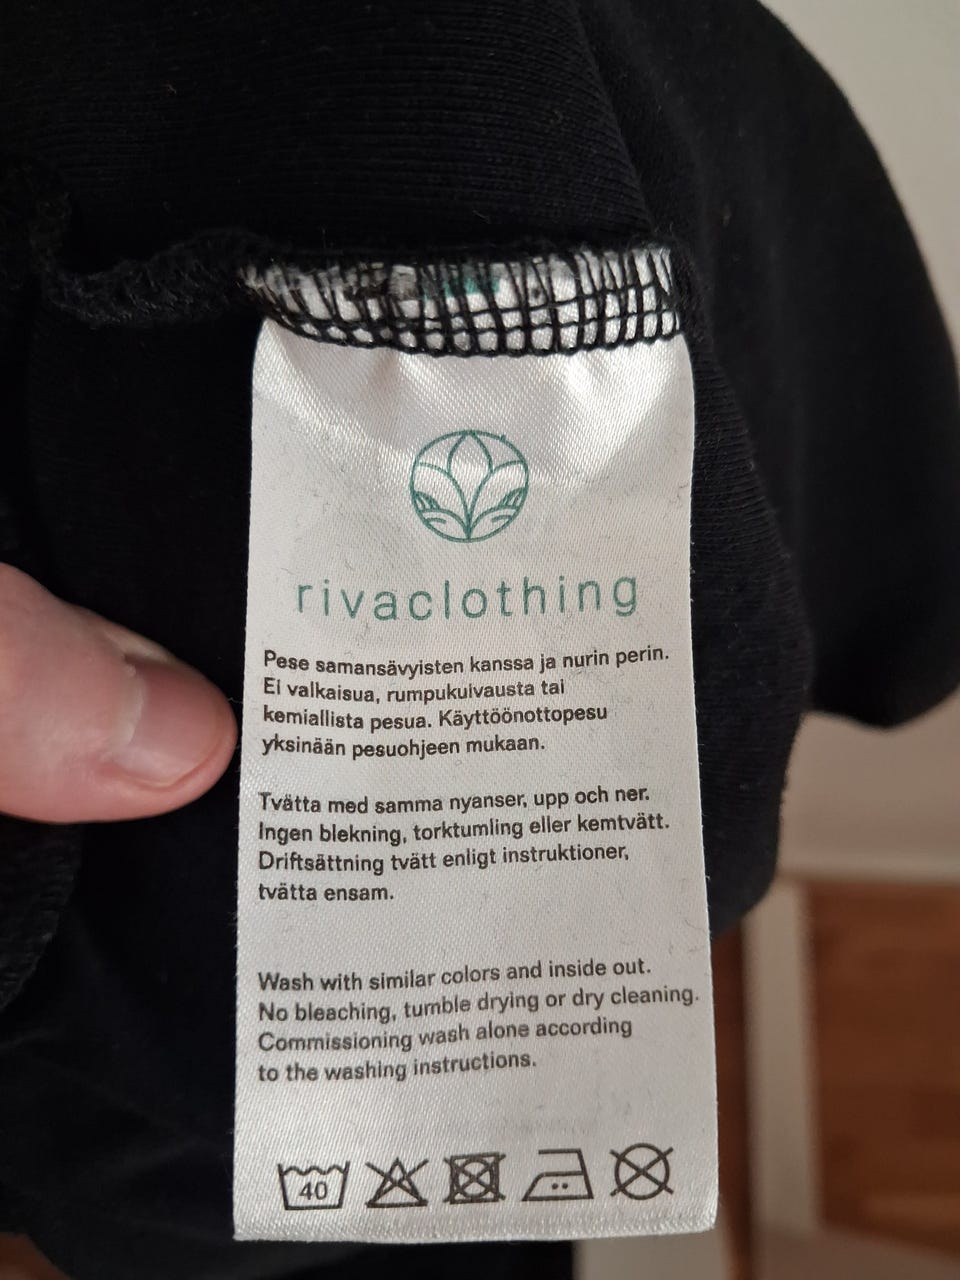 rivaclothing
Pese samansävyisten kanssa ja nurin perin.
Ei valkaisua, rumpukuivausta tai
kemiallista pesua. Käyttöönottopesu
yksinään pesuohjeen mukaan.
Tvätta med samma nyanser, upp och ner.
Ingen blekning, torktumling eller kemtvätt.
Driftsättning tvätt enligt instruktioner,
tvätta ensam.
Wash with similar colors and inside out.
No bleaching, tumble drying or dry cleaning.
Commissioning wash alone according
to the washing instructions.
40